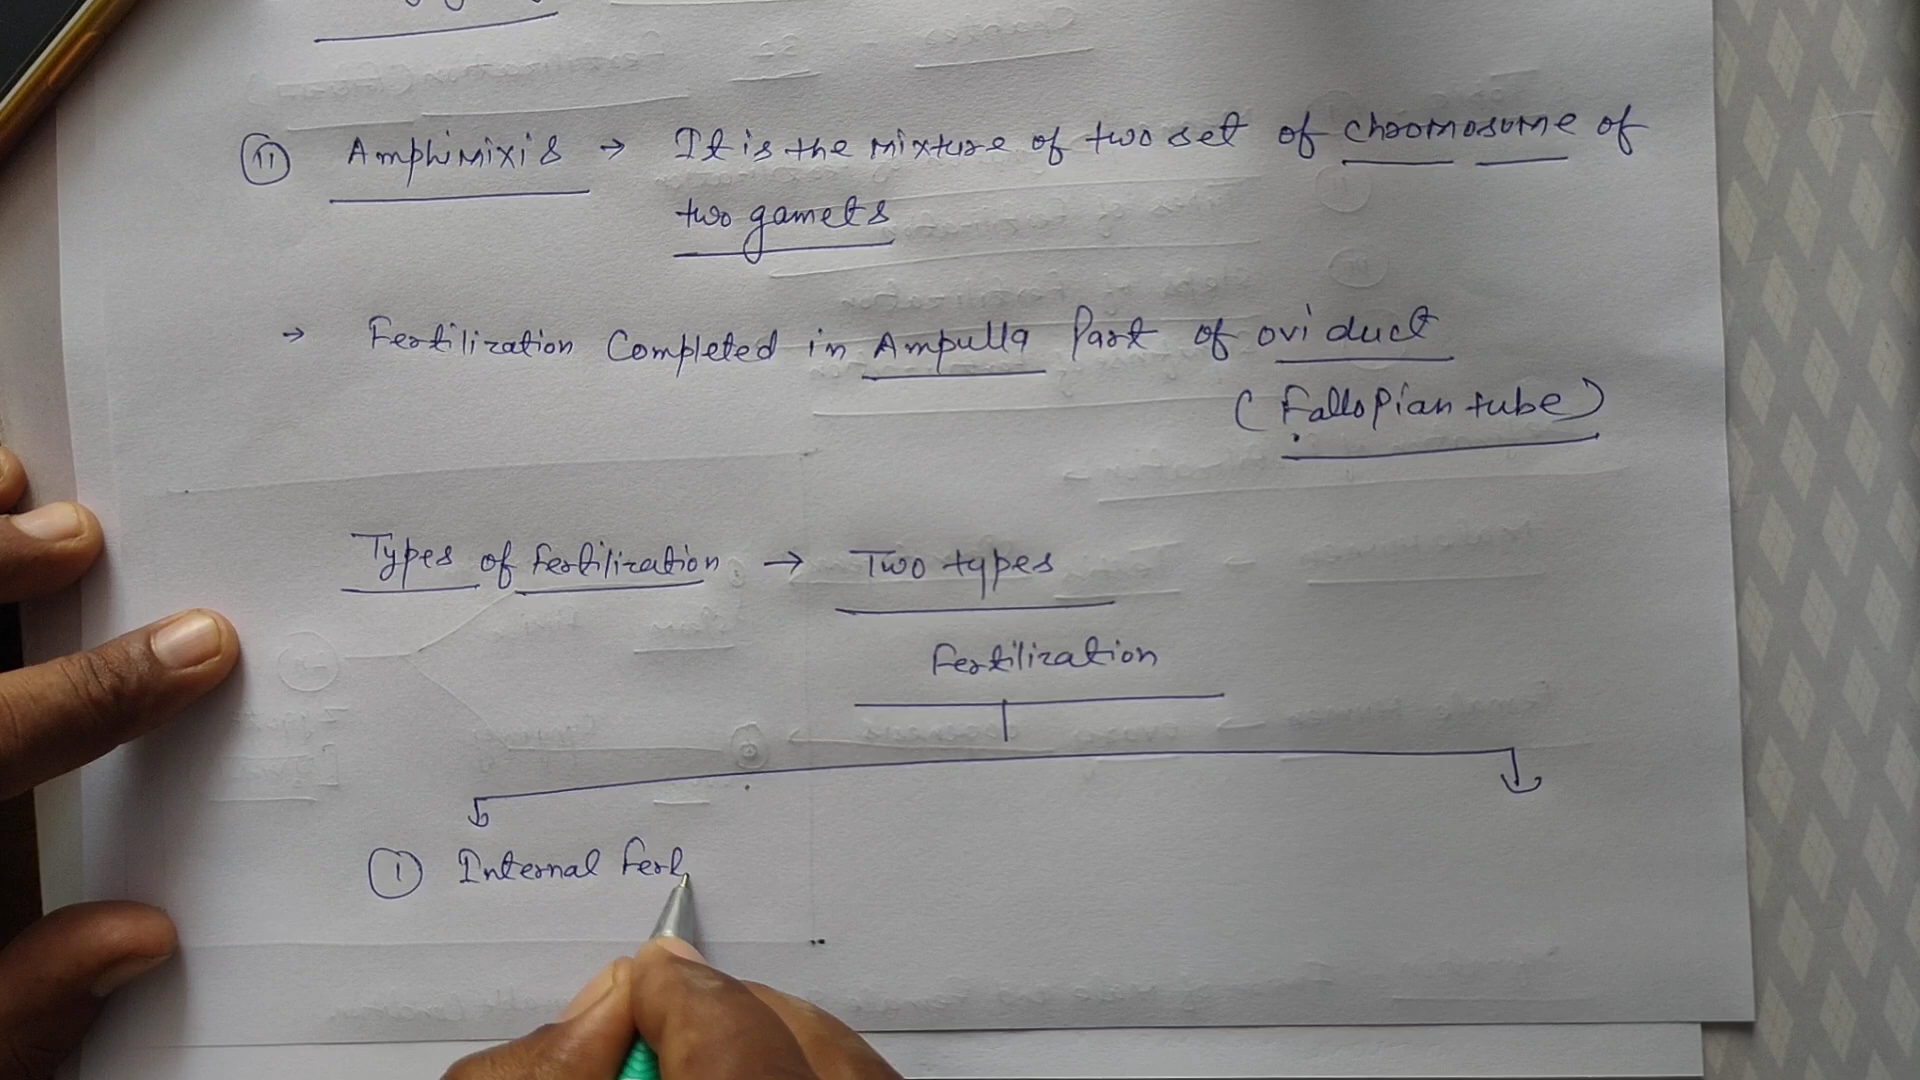 (11) Amphimixis → It is the mixture of two set of chromosome of
two gamets
→ Fertilization Completed in Ampulla Part of oviduct
(Fallopian tube)
Types of fertilization → Two types
Fertilization
(1) Internal fert